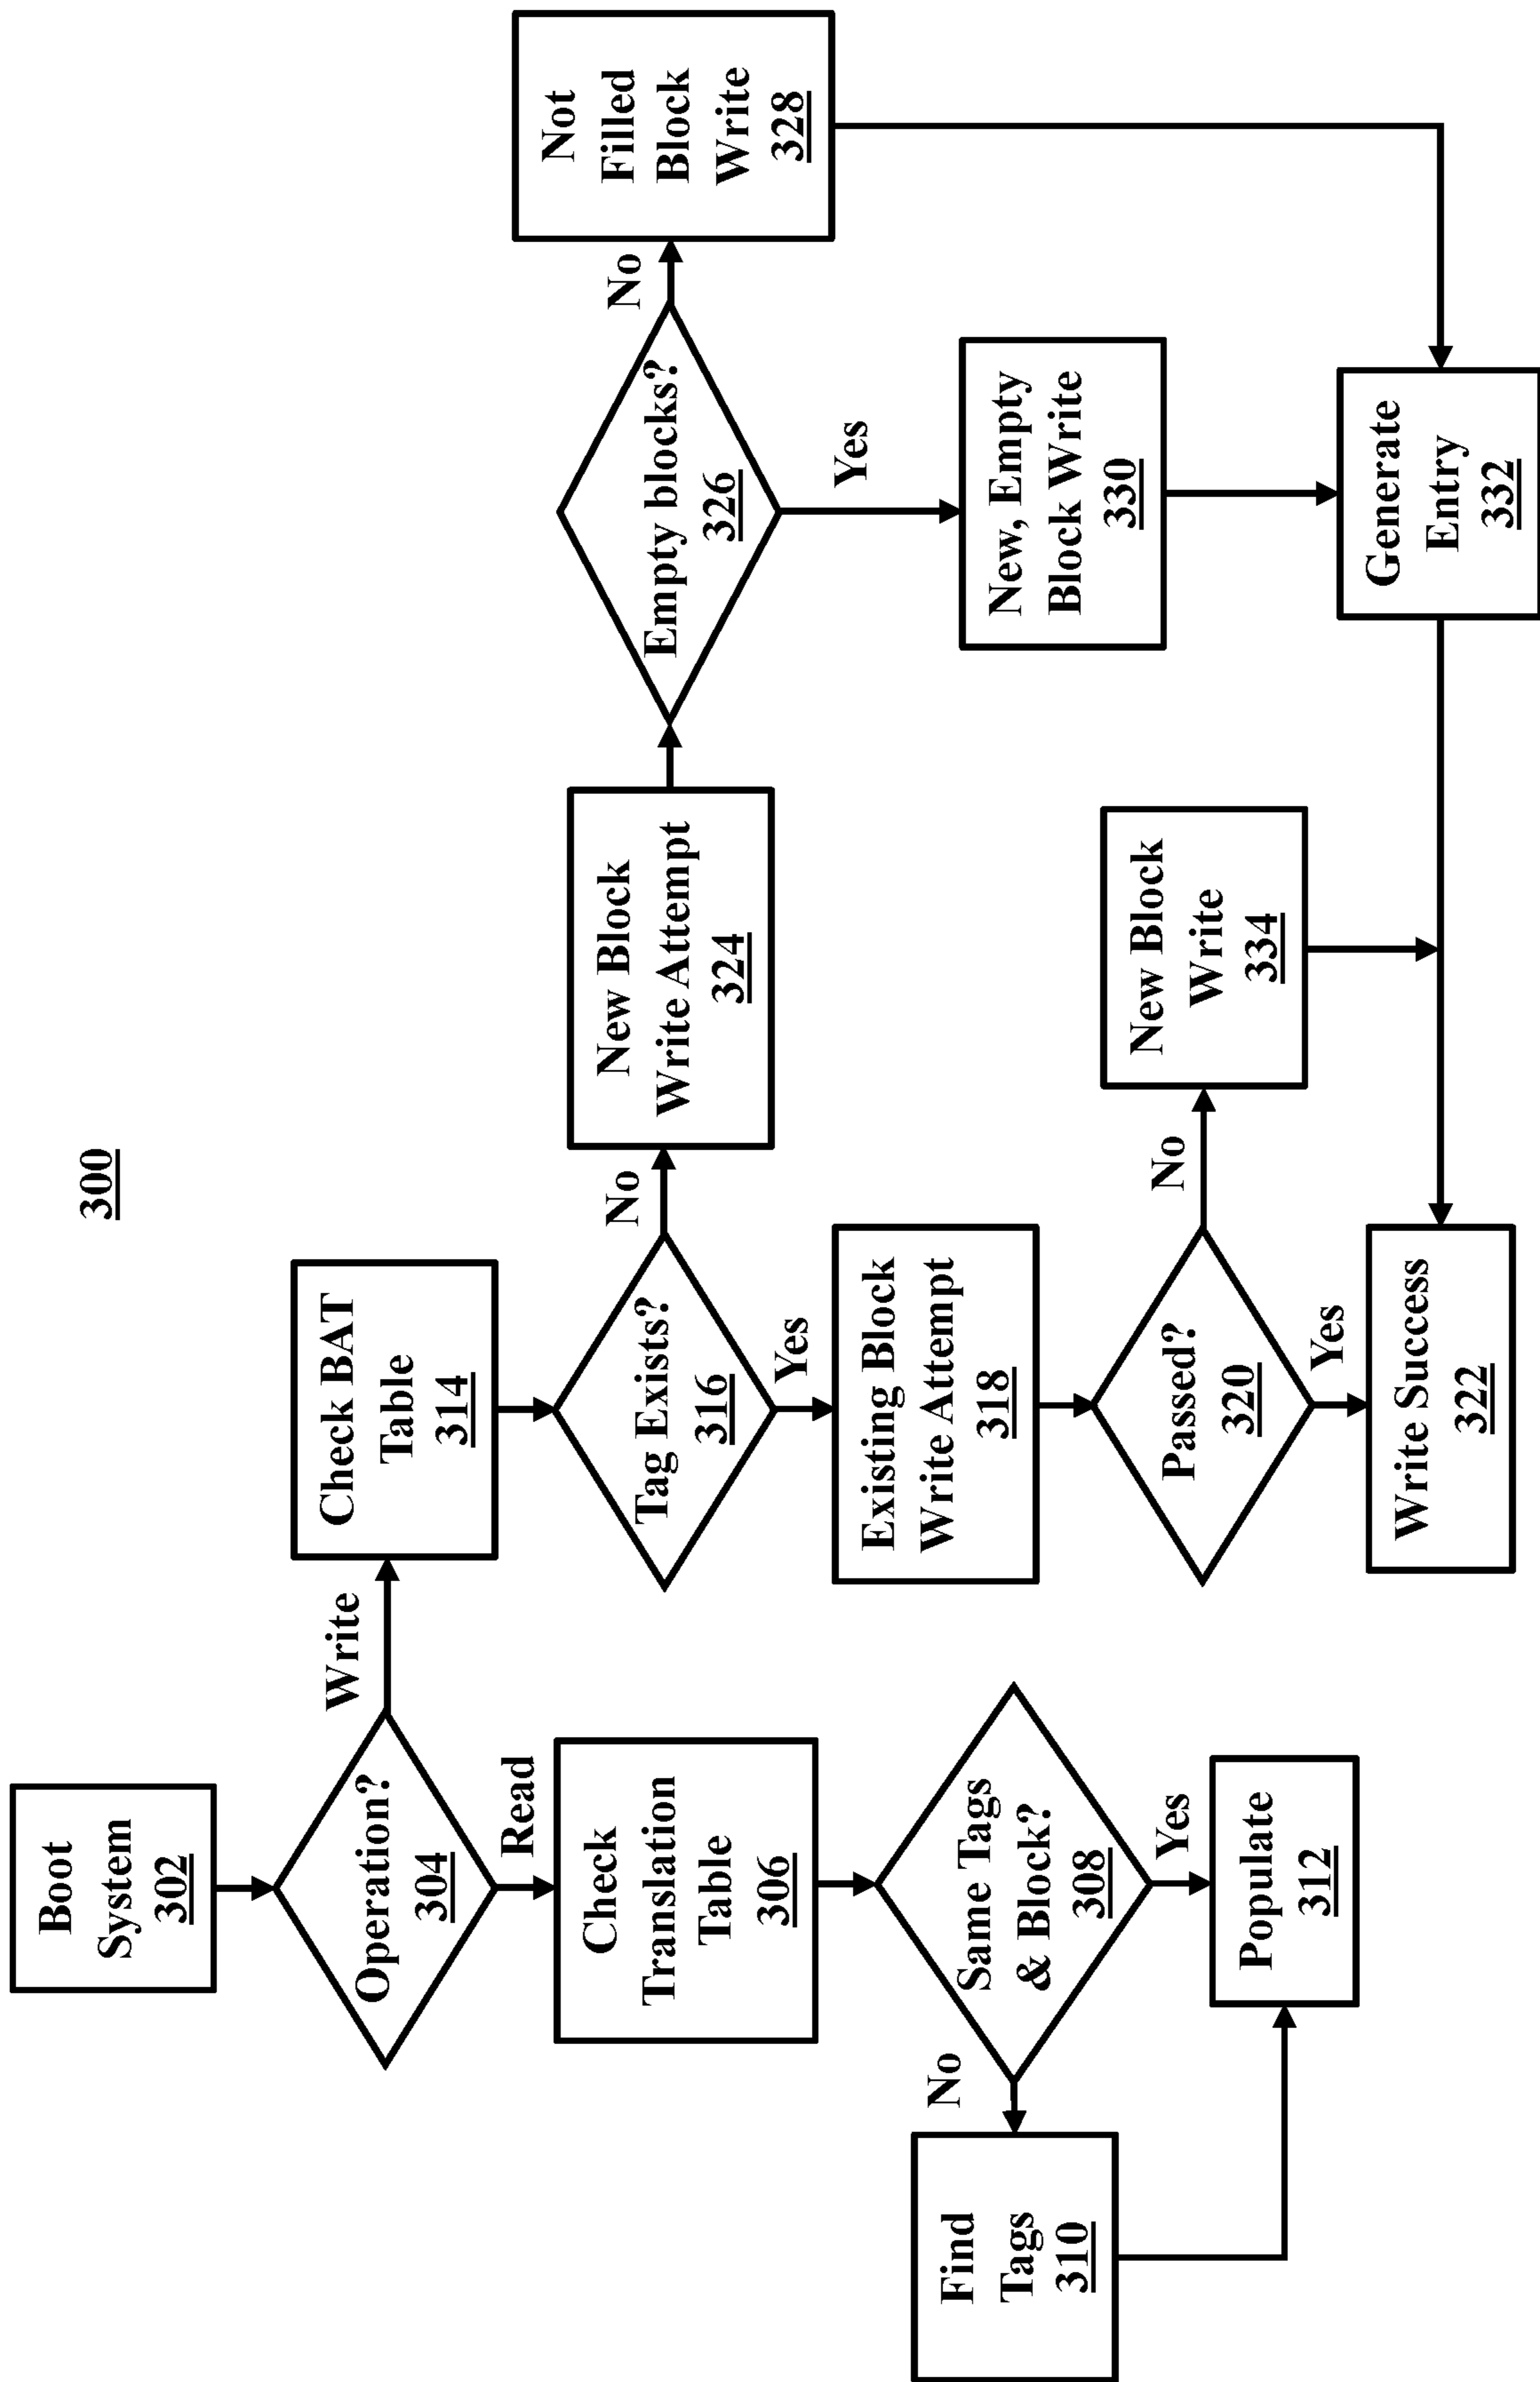 300
Boot
System
302
Operation?
304
Write
Read
Check
Translation
Table
306
Same Tags
& Block?
308
No
Yes
Find
Tags
310
Populate
312
Check BAT
Table
314
Tag Exists?
316
No
Yes
Existing Block
Write Attempt
318
Passed?
320
No
Yes
Write Success
322
New Block
Write Attempt
324
Empty blocks?
326
No
Yes
Not
Filled
Block
Write
328
New, Empty
Block Write
330
Generate
Entry
332
New Block
Write
334